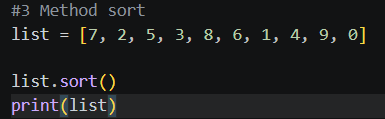 #3 Method sort
list = [7, 2, 5, 3, 8, 6, 1, 4, 9, 0]
list.sort()
print(list)